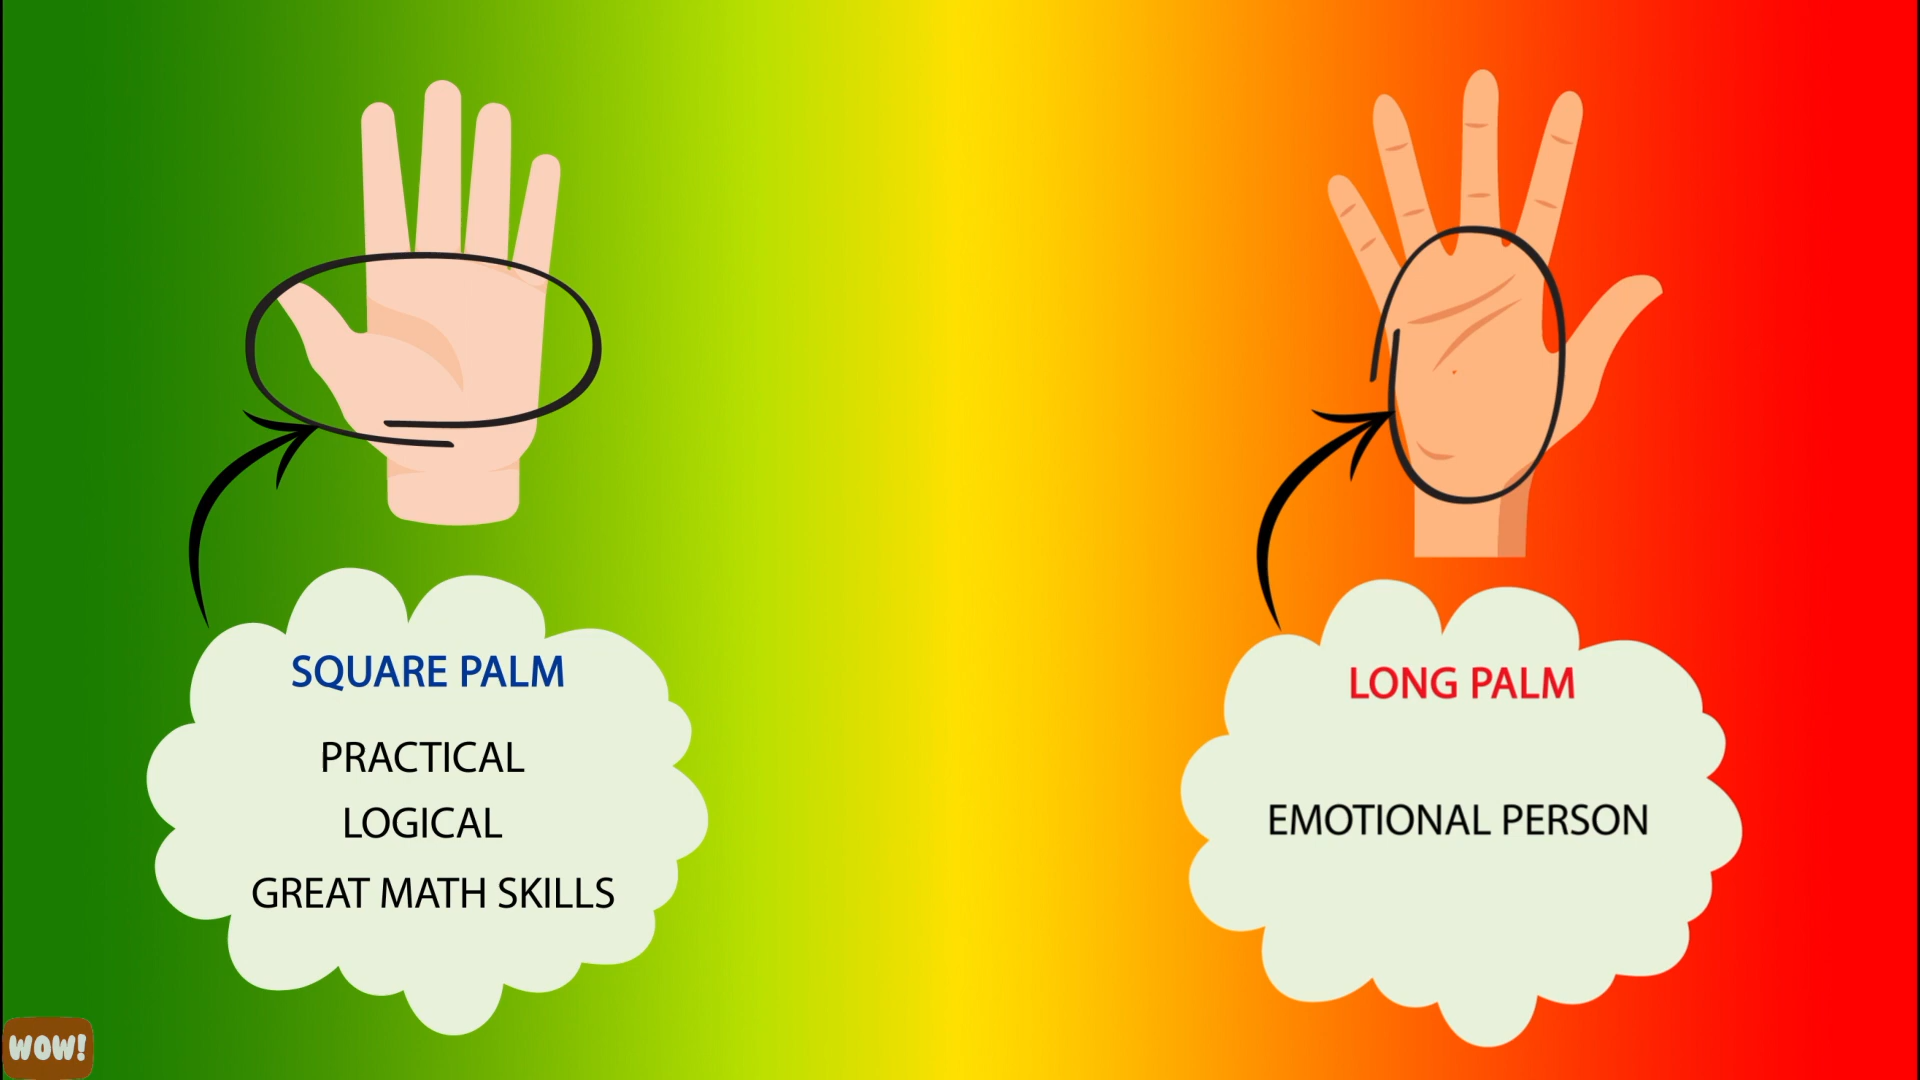 SQUARE PALM
PRACTICAL
LOGICAL
GREAT MATH SKILLS
LONG PALM
EMOTIONAL PERSON
WOW!